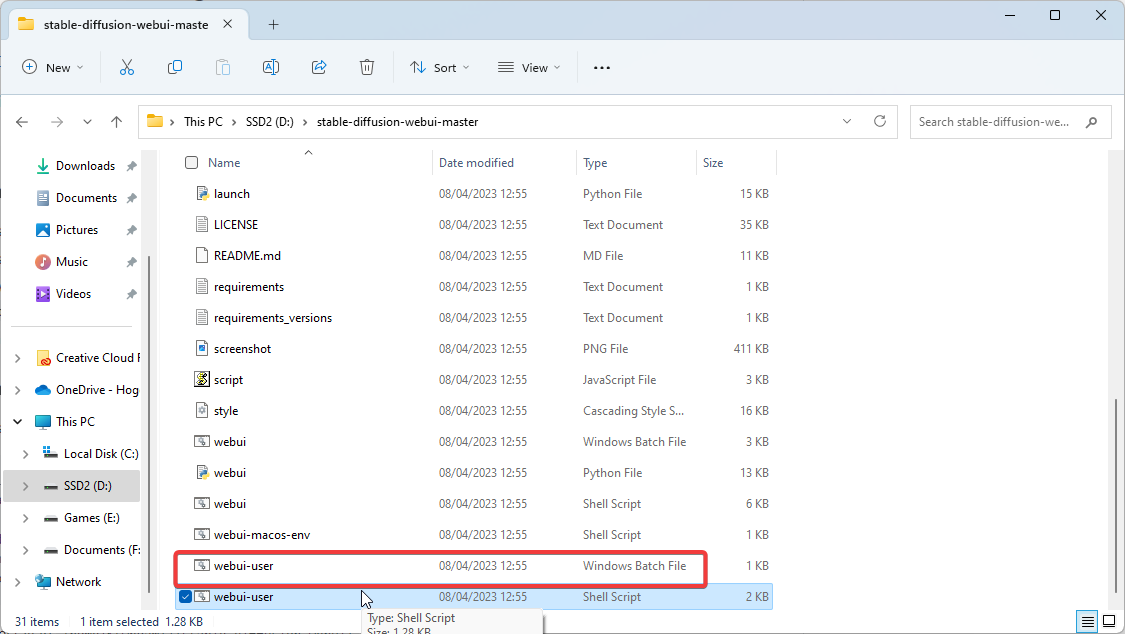 stable-diffusion-webui-maste
New
Sort
View
This PC
SSD2 (D:)
stable-diffusion-webui-master
Search stable-diffusion-we...
Downloads
Documents
Pictures
Music
Videos
Creative Cloud F
OneDrive - Hog
This PC
Local Disk (C:)
SSD2 (D:)
Games (E:)
Documents (F:
Network
Name Date modified Type Size
launch 08/04/2023 12:55 Python File 15 KB
LICENSE 08/04/2023 12:55 Text Document 35 KB
README.md 08/04/2023 12:55 MD File 11 KB
requirements 08/04/2023 12:55 Text Document 1 KB
requirements_versions 08/04/2023 12:55 Text Document 1 KB
screenshot 08/04/2023 12:55 PNG File 411 KB
script 08/04/2023 12:55 JavaScript File 3 KB
style 08/04/2023 12:55 Cascading Style S... 16 KB
webui 08/04/2023 12:55 Windows Batch File 3 KB
webui 08/04/2023 12:55 Python File 13 KB
webui 08/04/2023 12:55 Shell Script 6 KB
webui-macos-env 08/04/2023 12:55 Shell Script 1 KB
webui-user 08/04/2023 12:55 Windows Batch File 1 KB
webui-user 08/04/2023 12:55 Shell Script 2 KB
Type: Shell Script
Size: 1.28 KB
31 items 1 item selected 1.28 KB